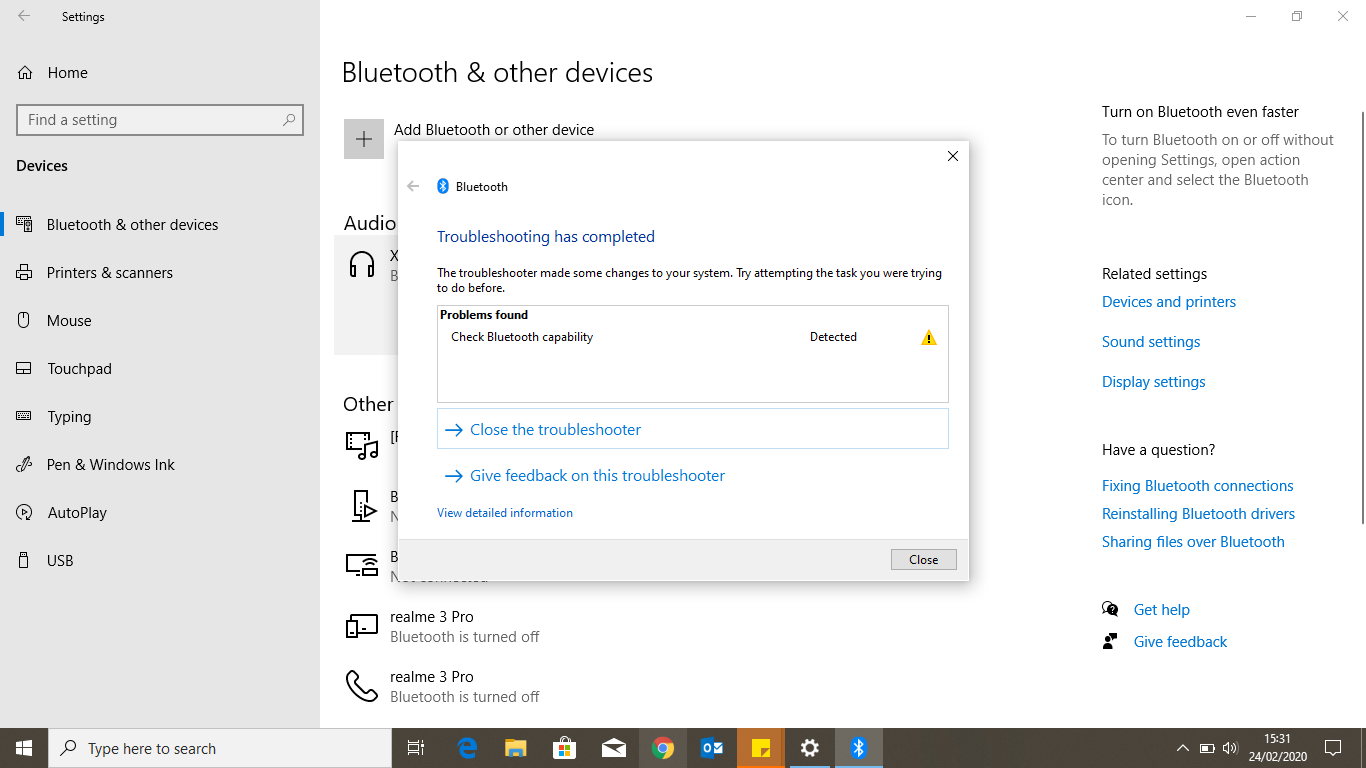 Settings
Home
Find a setting
Devices
Bluetooth & other devices
Printers & scanners
Mouse
Touchpad
Typing
Pen & Windows Ink
AutoPlay
USB
Bluetooth & other devices
Add Bluetooth or other device
Audio
X
B
Other
[
B
N
B
Not connected
realme 3 Pro
Bluetooth is turned off
realme 3 Pro
Bluetooth is turned off
Bluetooth
Troubleshooting has completed
The troubleshooter made some changes to your system. Try attempting the task you were trying
to do before.
Problems found
Check Bluetooth capability Detected
Close the troubleshooter
Give feedback on this troubleshooter
View detailed information
Close
Turn on Bluetooth even faster
To turn Bluetooth on or off without
opening Settings, open action
center and select the Bluetooth
icon.
Related settings
Devices and printers
Sound settings
Display settings
Have a question?
Fixing Bluetooth connections
Reinstalling Bluetooth drivers
Sharing files over Bluetooth
Get help
Give feedback
Type here to search
15:31
24/02/2020